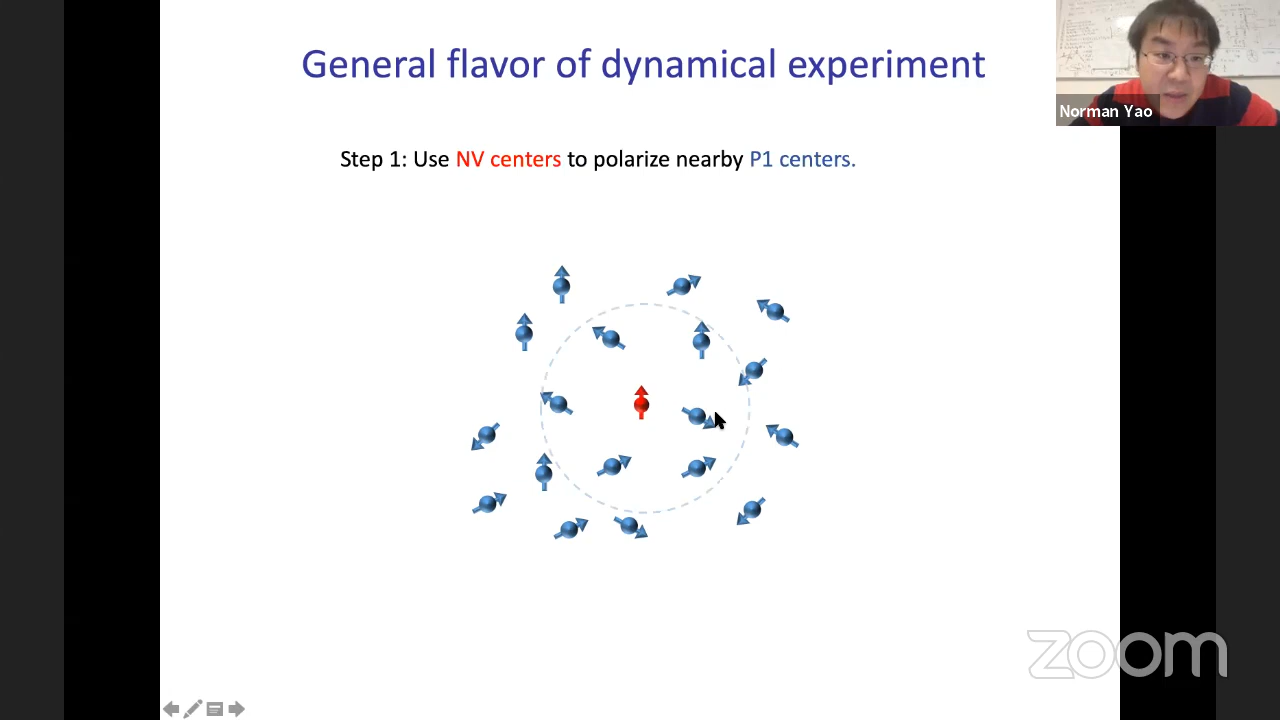 General flavor of dynamical experiment
Norman Yao
Step 1: Use NV centers to polarize nearby P1 centers.
zoom